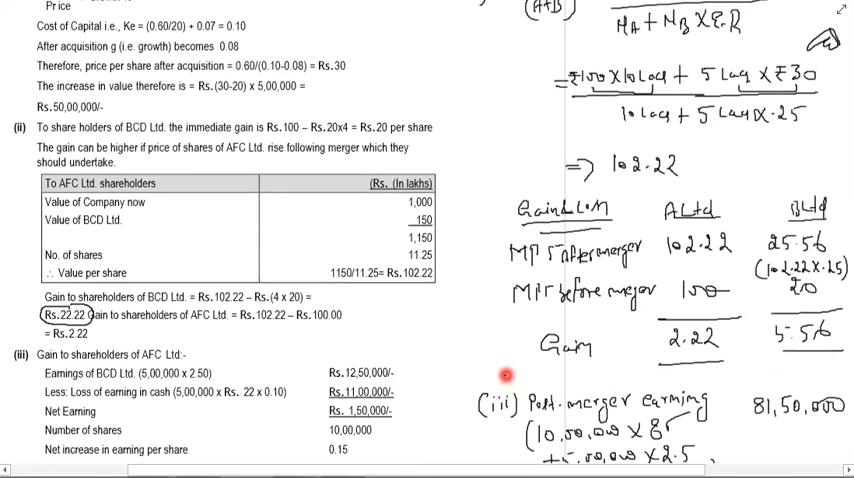 Price
Cost of Capital i.e., Ke = (0.60/20) + 0.07 = 0.10
After acquisition g (i.e. growth) becomes 0.08
Therefore, price per share after acquisition = 0.60/(0.10-0.08) = Rs.30
The increase in value therefore is = Rs.(30-20) x 5,00,000 =
Rs.50,00,000/-
(ii) To share holders of BCD Ltd. the immediate gain is Rs.100 – Rs.20x4 = Rs.20 per share
The gain can be higher if price of shares of AFC Ltd. rise following merger which they
should undertake.
To AFC Ltd. shareholders (Rs. (In lakhs)
Value of Company now 1,000
Value of BCD Ltd. 150
1,150
No. of shares 11.25
∴ Value per share 1150/11.25= Rs.102.22
Gain to shareholders of BCD Ltd. = Rs.102.22 – Rs.(4 x 20) =
Rs.22.22 Gain to shareholders of AFC Ltd. = Rs.102.22 – Rs.100.00
= Rs.2.22
(iii) Gain to shareholders of AFC Ltd:-
Earnings of BCD Ltd. (5,00,000 x 2.50) Rs.12,50,000/-
Less: Loss of earning in cash (5,00,000 x Rs. 22 x 0.10) Rs.11,00,000/-
Net Earning Rs. 1,50,000/-
Number of shares 10,00,000
Net increase in earning per share 0.15
(A+B)
NA + NB X E.R
= ₹100 X 10 Lacs + 5 Lacs X ₹30
10 Lacs + 5 Lacs X .25
=> 102.22
Gain & Loss A Ltd B Ltd
MPS After merger 102.22 25.56
(102.22 X .25)
MPS before merger 100 20
Gain 2.22 5.56
(iii) Post-merger earning 81,50,000
(10,00,000 X 8
+5,00,000 X 2.5